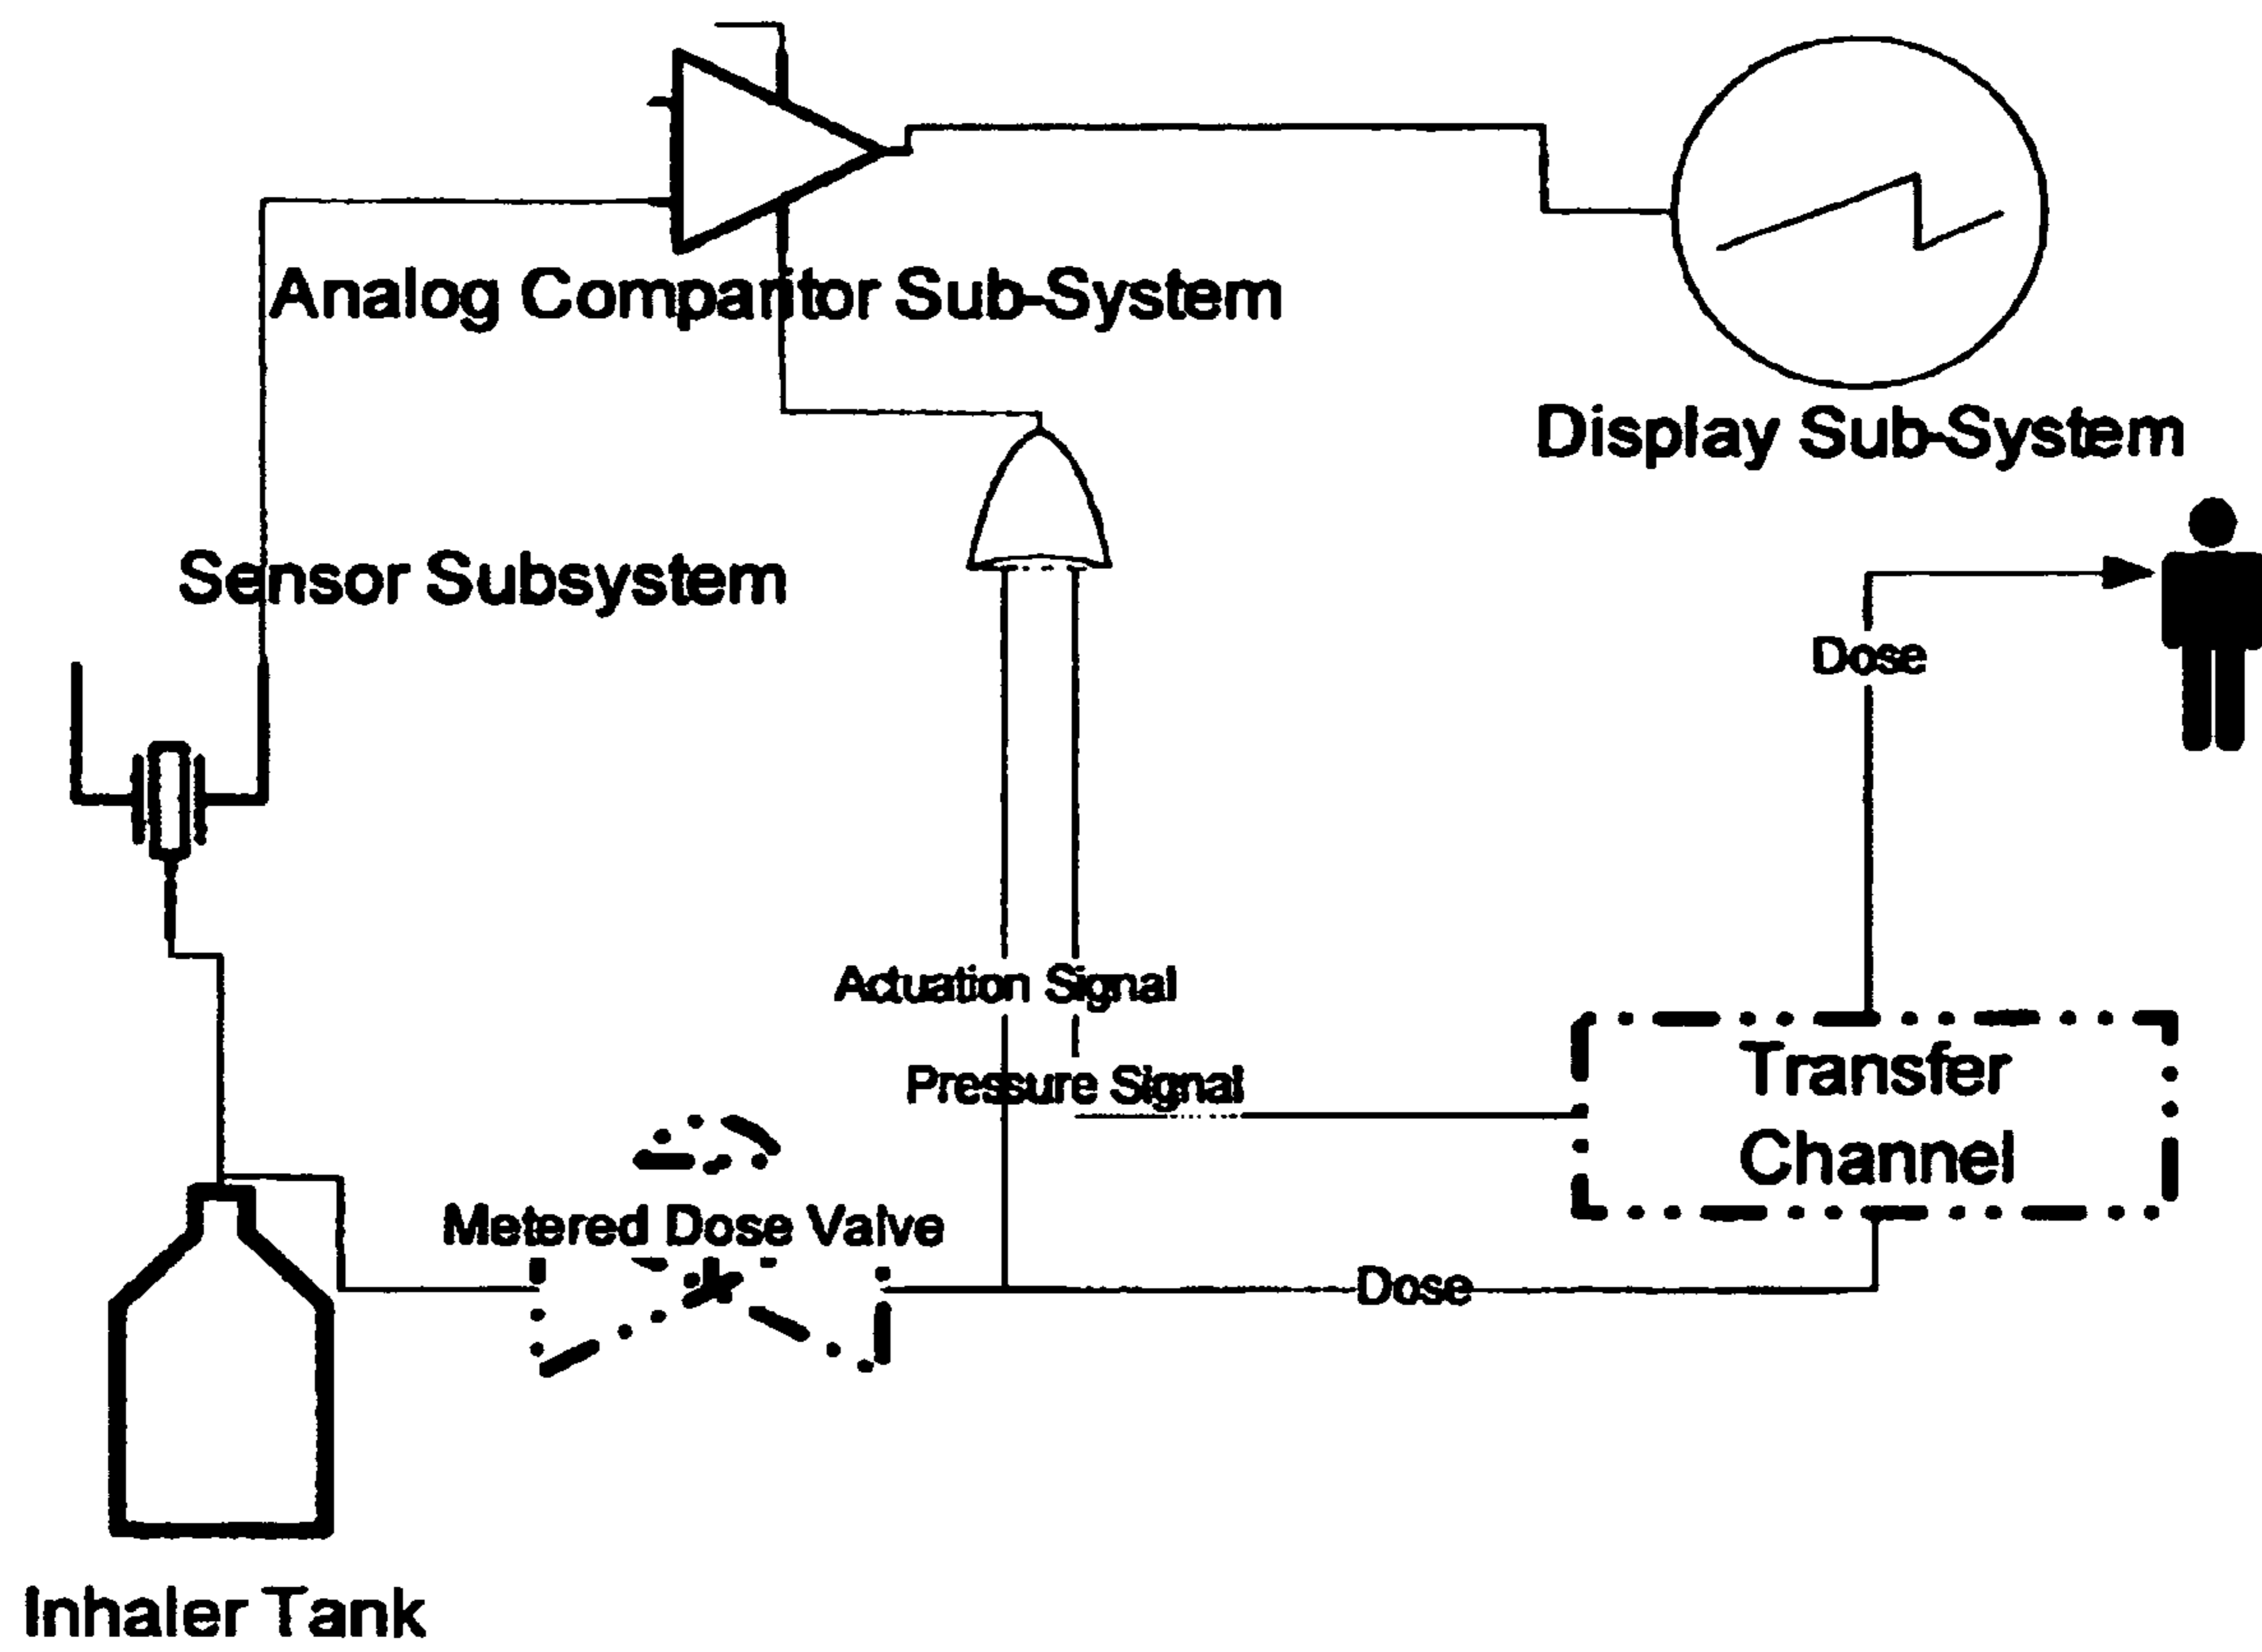 Analog Comparitor Sub-System
Display Sub-System
Sensor Subsystem
Dose
Actuation Signal
Pressure Signal
Transfer
Channel
Metered Dose Valve
Dose
Inhaler Tank